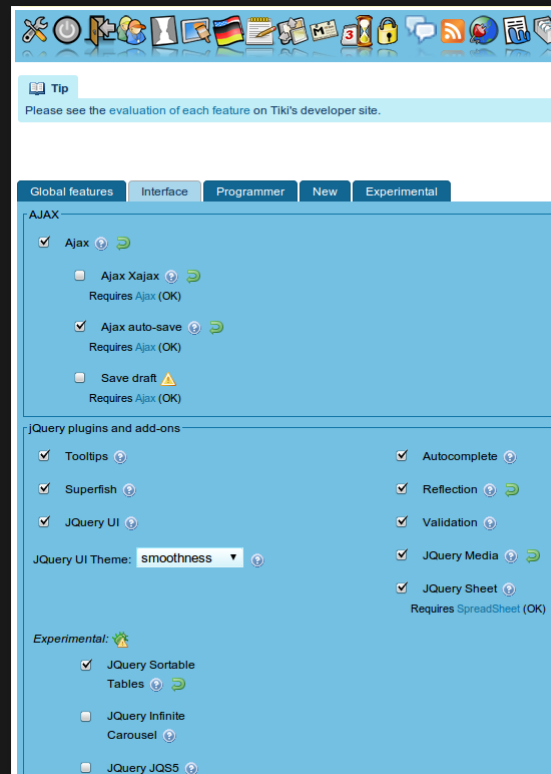 Tip
Please see the evaluation of each feature on Tiki's developer site.
Global features Interface Programmer New Experimental
AJAX
Ajax
Ajax Xajax
Requires Ajax (OK)
Ajax auto-save
Requires Ajax (OK)
Save draft
Requires Ajax (OK)
jQuery plugins and add-ons
Tooltips
Autocomplete
Superfish
Reflection
JQuery UI
Validation
JQuery UI Theme: smoothness
JQuery Media
JQuery Sheet
Requires SpreadSheet (OK)
Experimental:
JQuery Sortable
Tables
JQuery Infinite
Carousel
JQuery JQS5